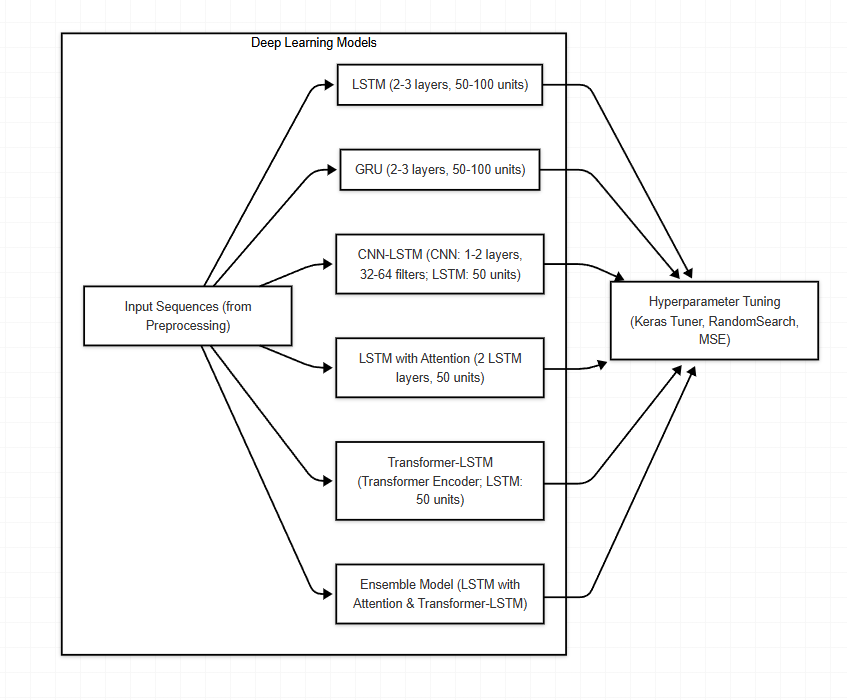 Deep Learning Models
LSTM (2-3 layers, 50-100 units)
GRU (2-3 layers, 50-100 units)
CNN-LSTM (CNN: 1-2 layers,
32-64 filters; LSTM: 50 units)
Input Sequences (from
Preprocessing)
Hyperparameter Tuning
(Keras Tuner, RandomSearch,
MSE)
LSTM with Attention (2 LSTM
layers, 50 units)
Transformer-LSTM
(Transformer Encoder; LSTM:
50 units)
Ensemble Model (LSTM with
Attention & Transformer-LSTM)